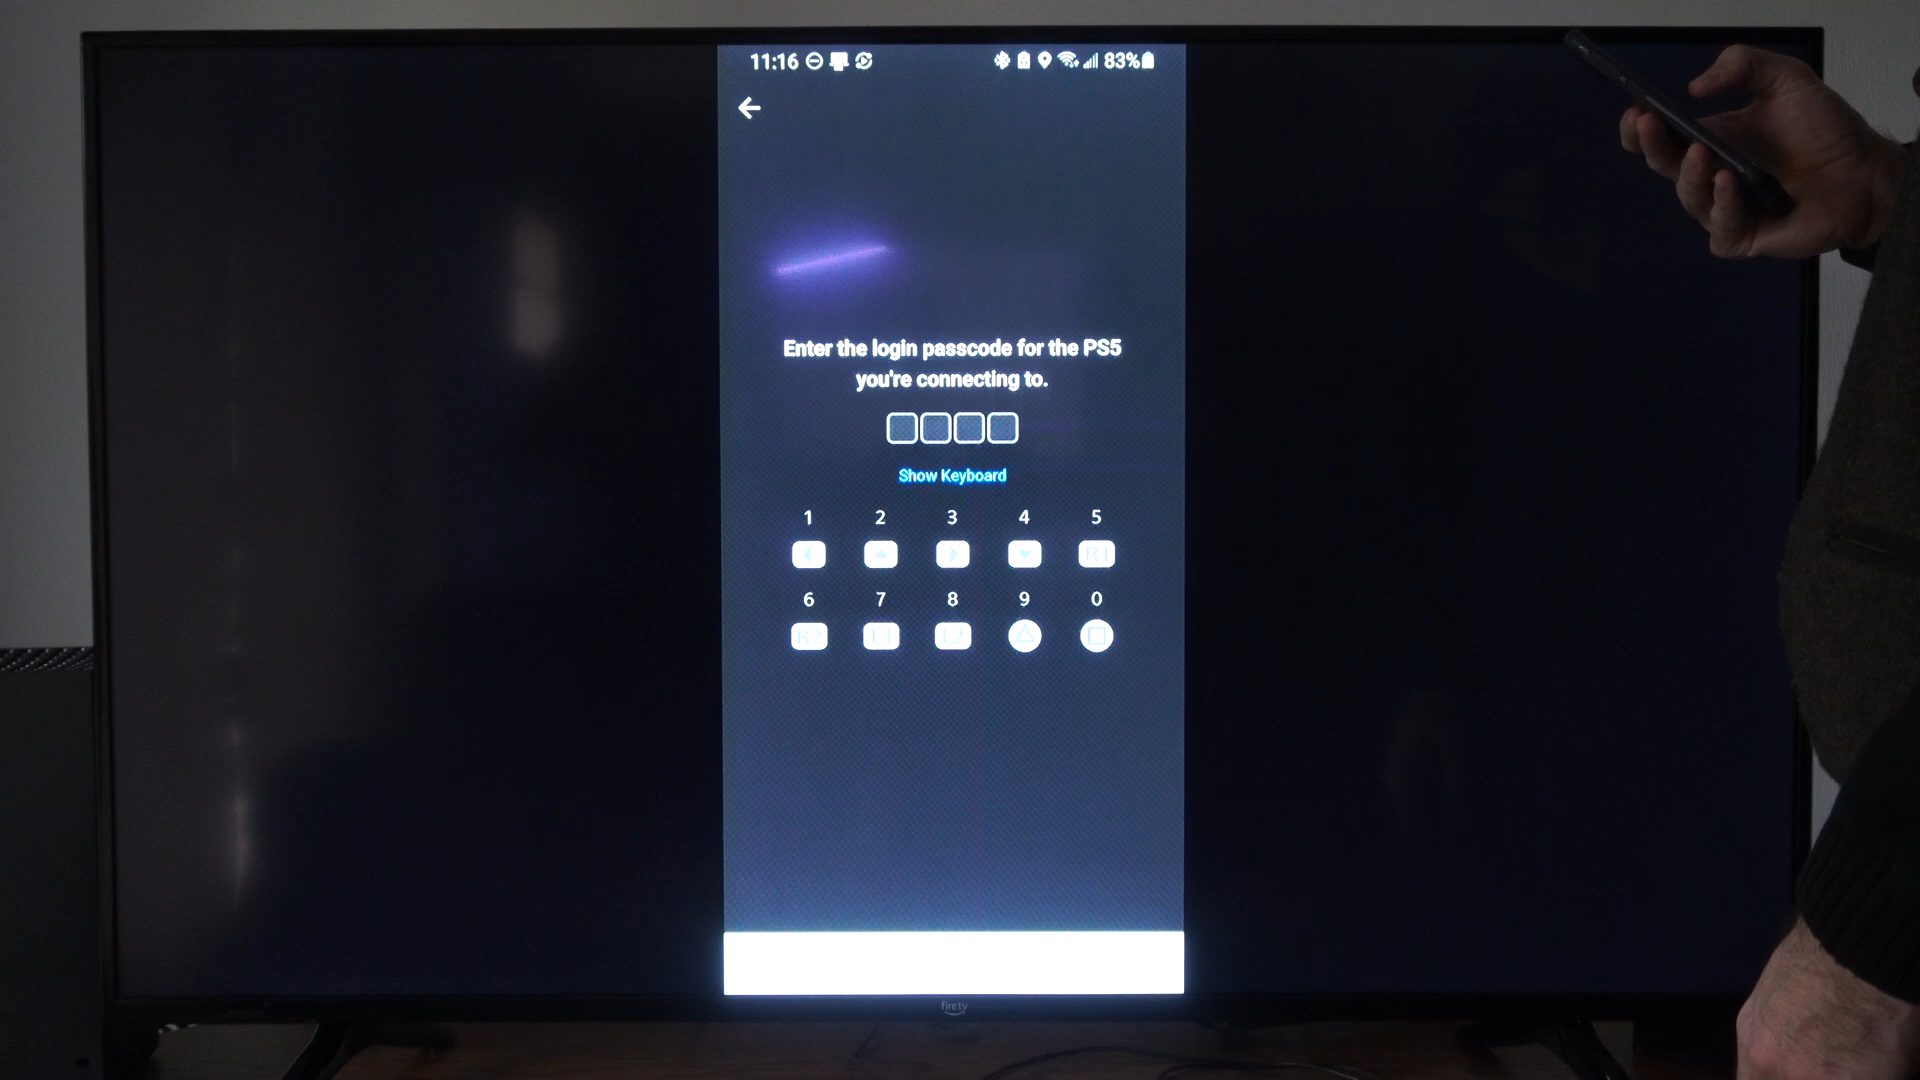 11:16 83%
Enter the login passcode for the PS5
you're connecting to.
Show Keyboard
1 2 3 4 5
R1
6 7 8 9 0
R2 L1 L2
firetv